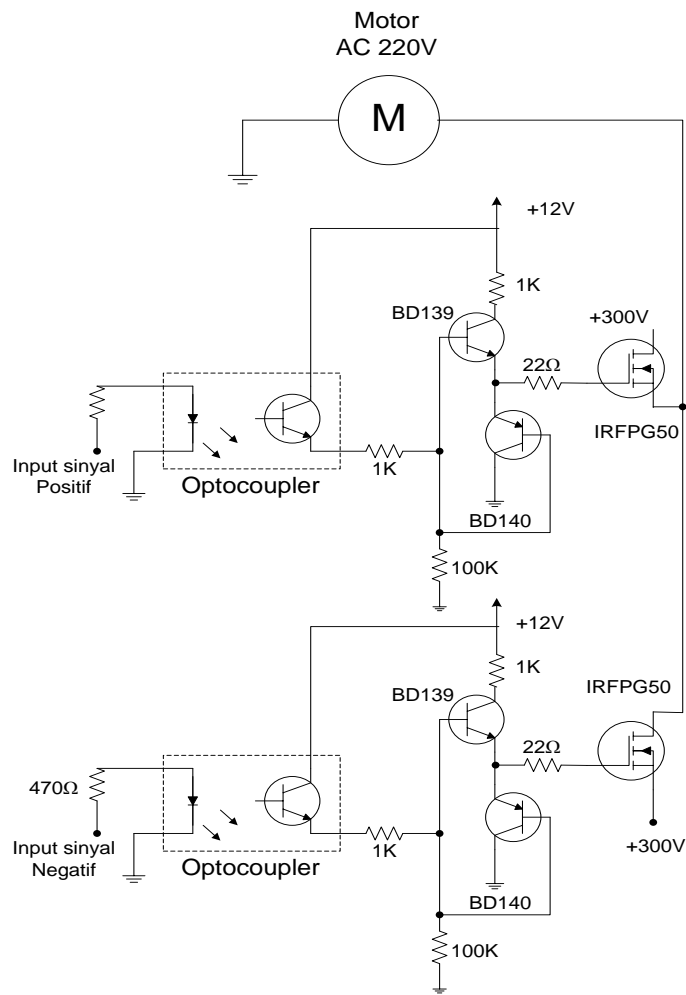 Motor
AC 220V
M
+12V
1K
BD139
+300V
22Ω
IRFPG50
Input sinyal
Positif
1K
Optocoupler
BD140
100K
+12V
1K
IRFPG50
BD139
22Ω
470Ω
Input sinyal
Negatif
1K
+300V
Optocoupler
BD140
100K